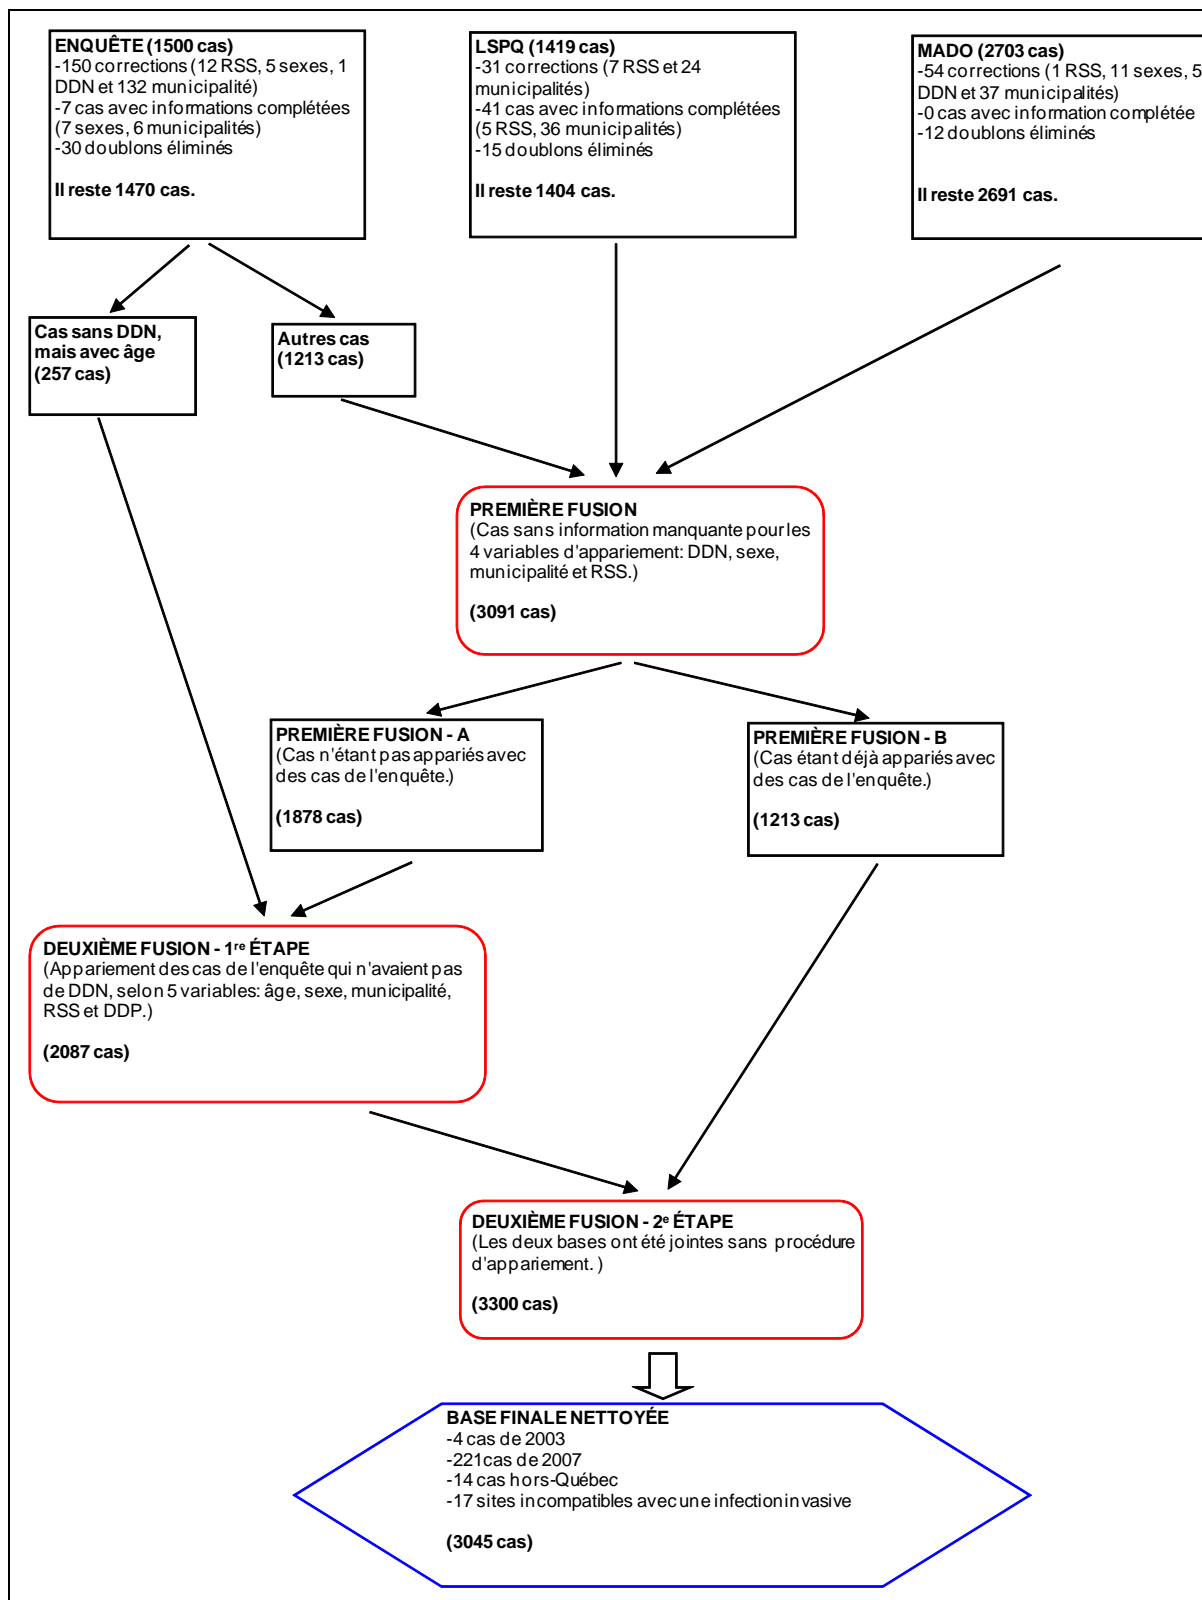 ENQUÊTE (1500 cas)
-150 corrections (12 RSS, 5 sexes, 1
DDN et 132 municipalité)
-7 cas avec informations complétées
(7 sexes, 6 municipalités)
-30 doublons éliminés
Il reste 1470 cas.
LSPQ (1419 cas)
-31 corrections (7 RSS et 24
municipalités)
-41 cas avec informations complétées
(5 RSS, 36 municipalités)
-15 doublons éliminés
Il reste 1404 cas.
MADO (2703 cas)
-54 corrections (1 RSS, 11 sexes, 5
DDN et 37 municipalités)
-0 cas avec information complétée
-12 doublons éliminés
Il reste 2691 cas.
Cas sans DDN,
mais avec âge
(257 cas)
Autres cas
(1213 cas)
PREMIÈRE FUSION
(Cas sans information manquante pour les
4 variables d'appariement: DDN, sexe,
municipalité et RSS.)
(3091 cas)
PREMIÈRE FUSION - A
(Cas n'étant pas appariés avec
des cas de l'enquête.)
(1878 cas)
PREMIÈRE FUSION - B
(Cas étant déjà appariés avec
des cas de l'enquête.)
(1213 cas)
DEUXIÈME FUSION - 1re ÉTAPE
(Appariement des cas de l'enquête qui n'avaient pas
de DDN, selon 5 variables: âge, sexe, municipalité,
RSS et DDP.)
(2087 cas)
DEUXIÈME FUSION - 2e ÉTAPE
(Les deux bases ont été jointes sans procédure
d'appariement. )
(3300 cas)
BASE FINALE NETTOYÉE
-4 cas de 2003
-221cas de 2007
-14 cas hors-Québec
-17 sites incompatibles avec une infection invasive
(3045 cas)